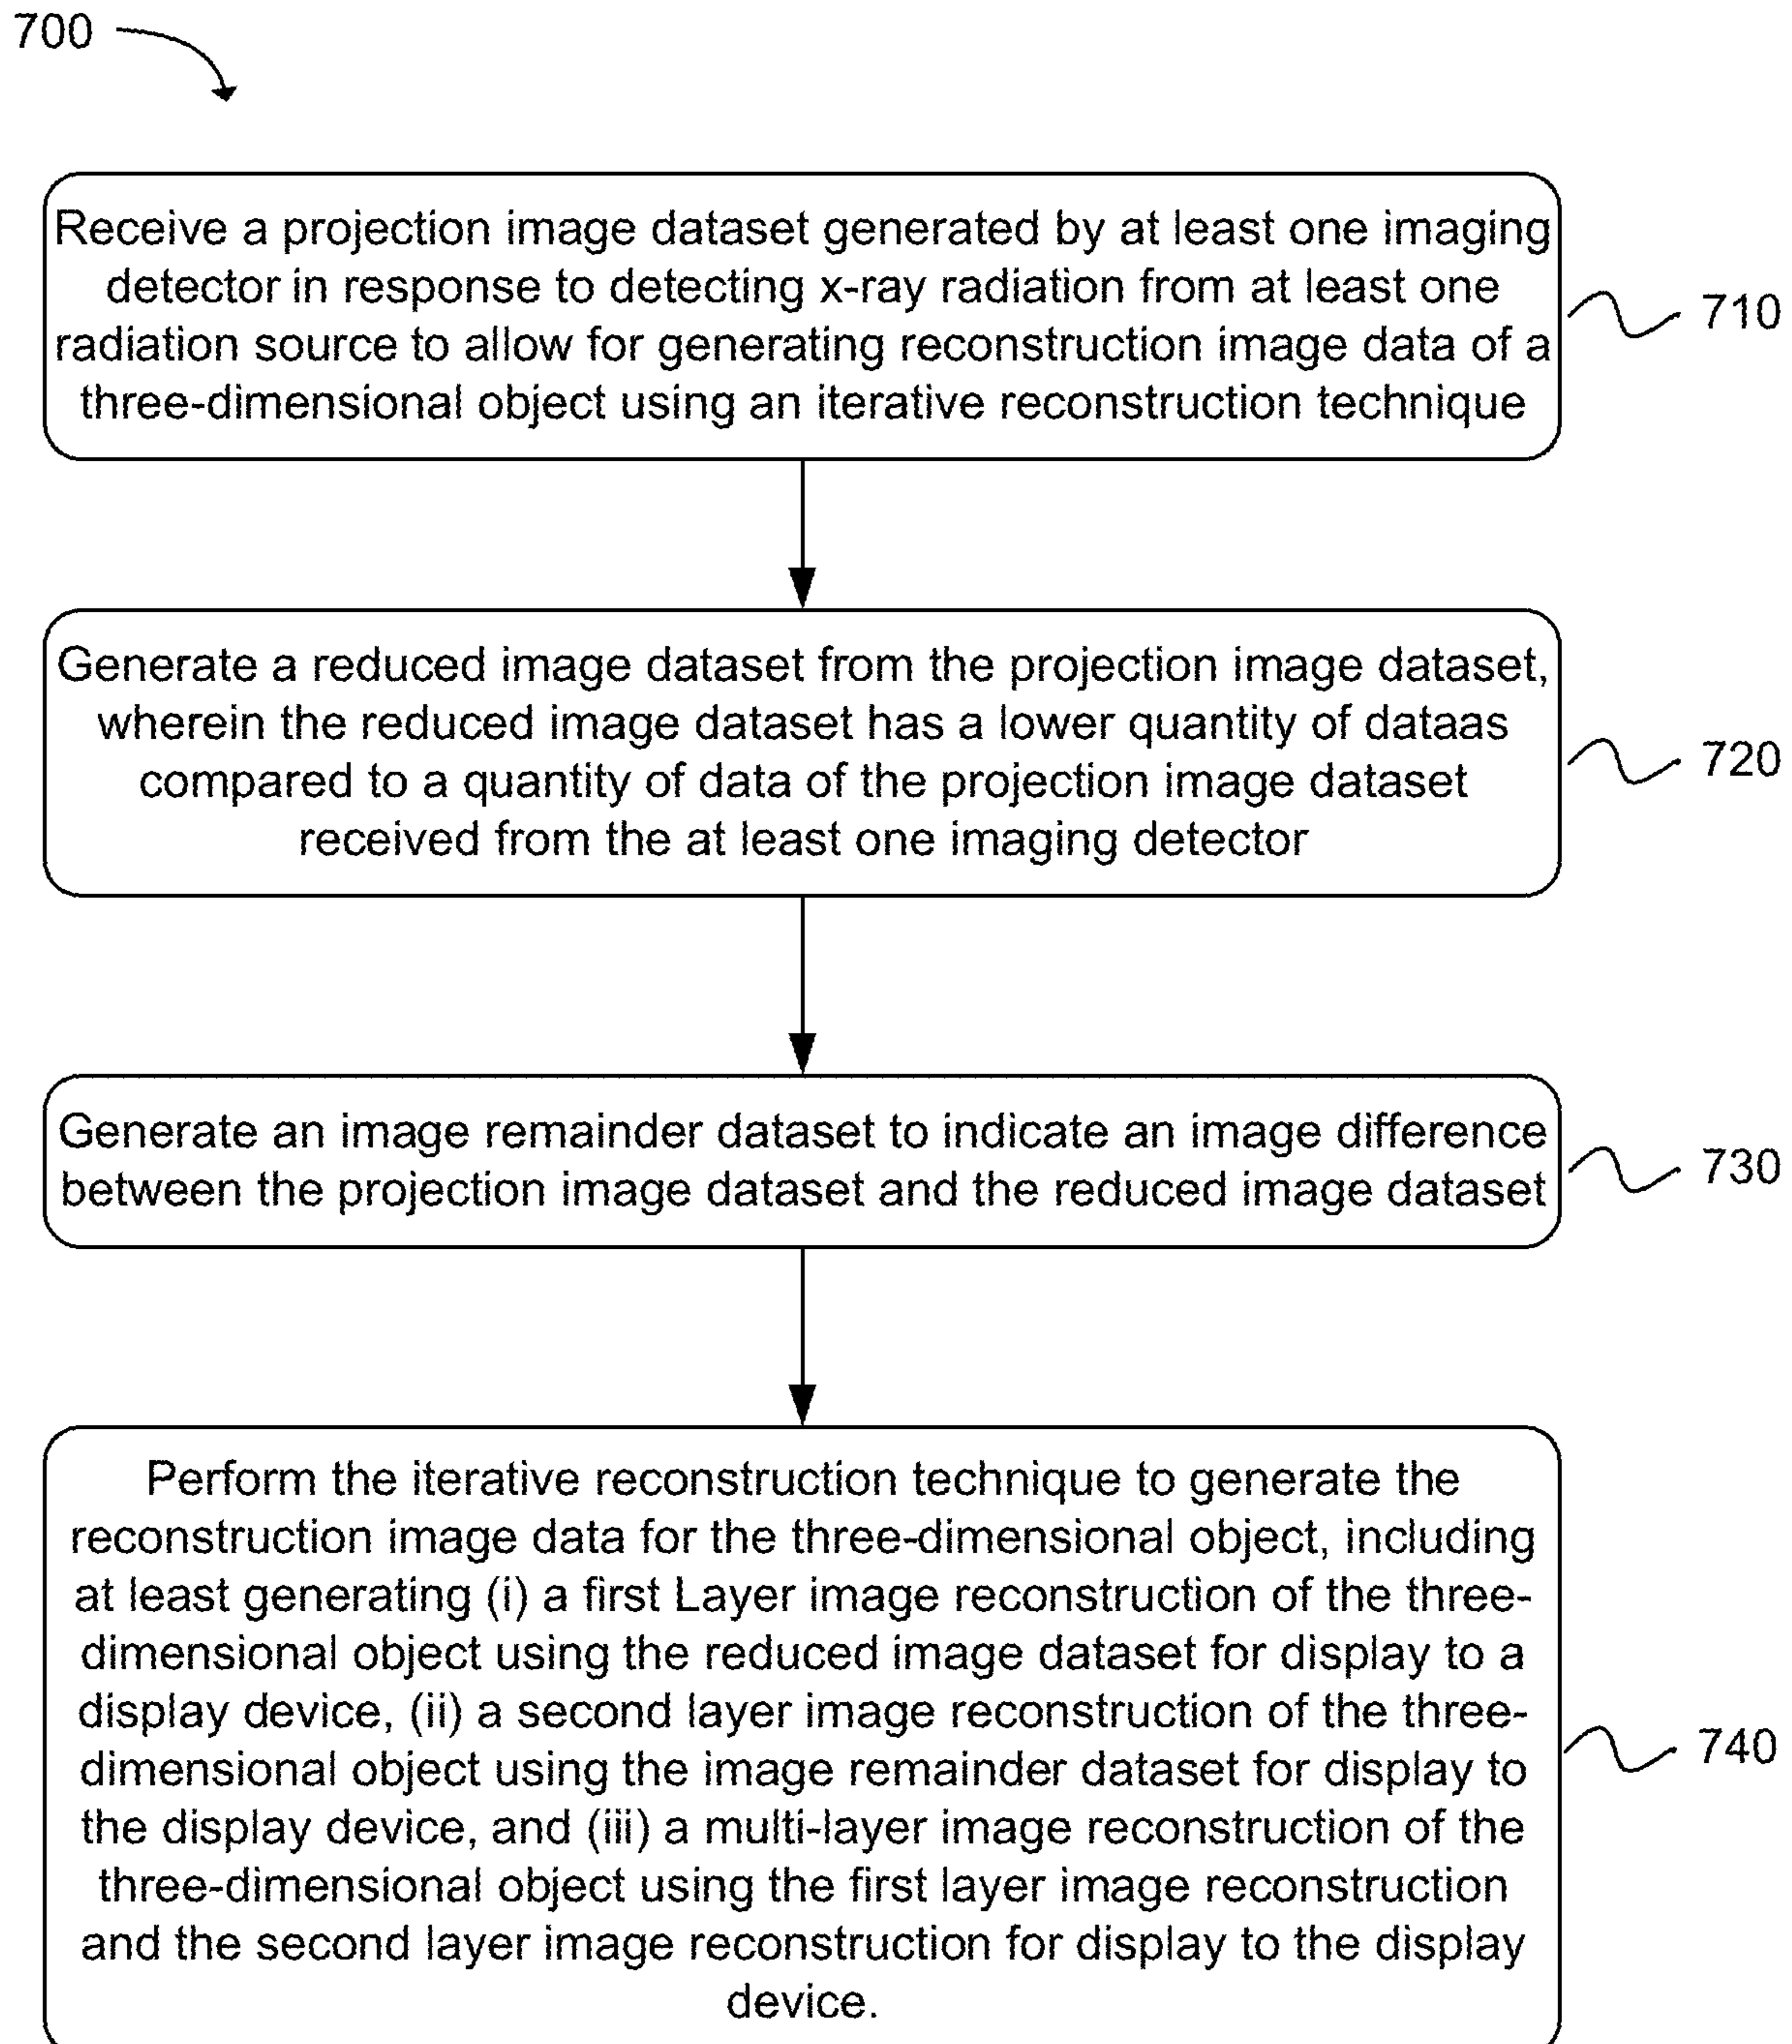 700
Receive a projection image dataset generated by at least one imaging
detector in response to detecting x-ray radiation from at least one
radiation source to allow for generating reconstruction image data of a
three-dimensional object using an iterative reconstruction technique
710
Generate a reduced image dataset from the projection image dataset,
wherein the reduced image dataset has a lower quantity of dataas
compared to a quantity of data of the projection image dataset
received from the at least one imaging detector
720
Generate an image remainder dataset to indicate an image difference
between the projection image dataset and the reduced image dataset
730
Perform the iterative reconstruction technique to generate the
reconstruction image data for the three-dimensional object, including
at least generating (i) a first Layer image reconstruction of the three-
dimensional object using the reduced image dataset for display to a
display device, (ii) a second layer image reconstruction of the three-
dimensional object using the image remainder dataset for display to
the display device, and (iii) a multi-layer image reconstruction of the
three-dimensional object using the first layer image reconstruction
and the second layer image reconstruction for display to the display
device.
740